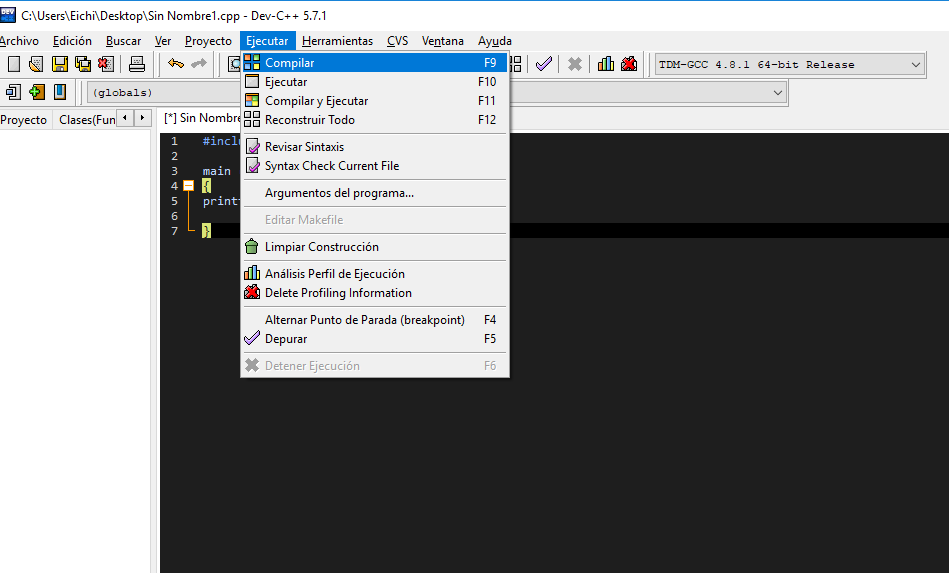 C:\Users\Eichi\Desktop\Sin Nombre1.cpp - Dev-C++ 5.7.1
Archivo Edición Buscar Ver Proyecto Ejecutar Herramientas CVS Ventana Ayuda
TDM-GCC 4.8.1 64-bit Release
(globals)
Proyecto Clases(Fun
[*] Sin Nombre
Compilar F9
Ejecutar F10
Compilar y Ejecutar F11
Reconstruir Todo F12
Revisar Sintaxis
Syntax Check Current File
Argumentos del programa...
Editar Makefile
Limpiar Construcción
Análisis Perfil de Ejecución
Delete Profiling Information
Alternar Punto de Parada (breakpoint) F4
Depurar F5
Detener Ejecución F6
1 #incl
2
3 main
4 {
5 print
6
7 }